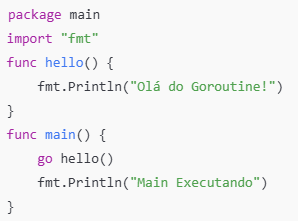 package main
import "fmt"
func hello() {
    fmt.Println("Olá do Goroutine!")
}
func main() {
    go hello()
    fmt.Println("Main Executando")
}